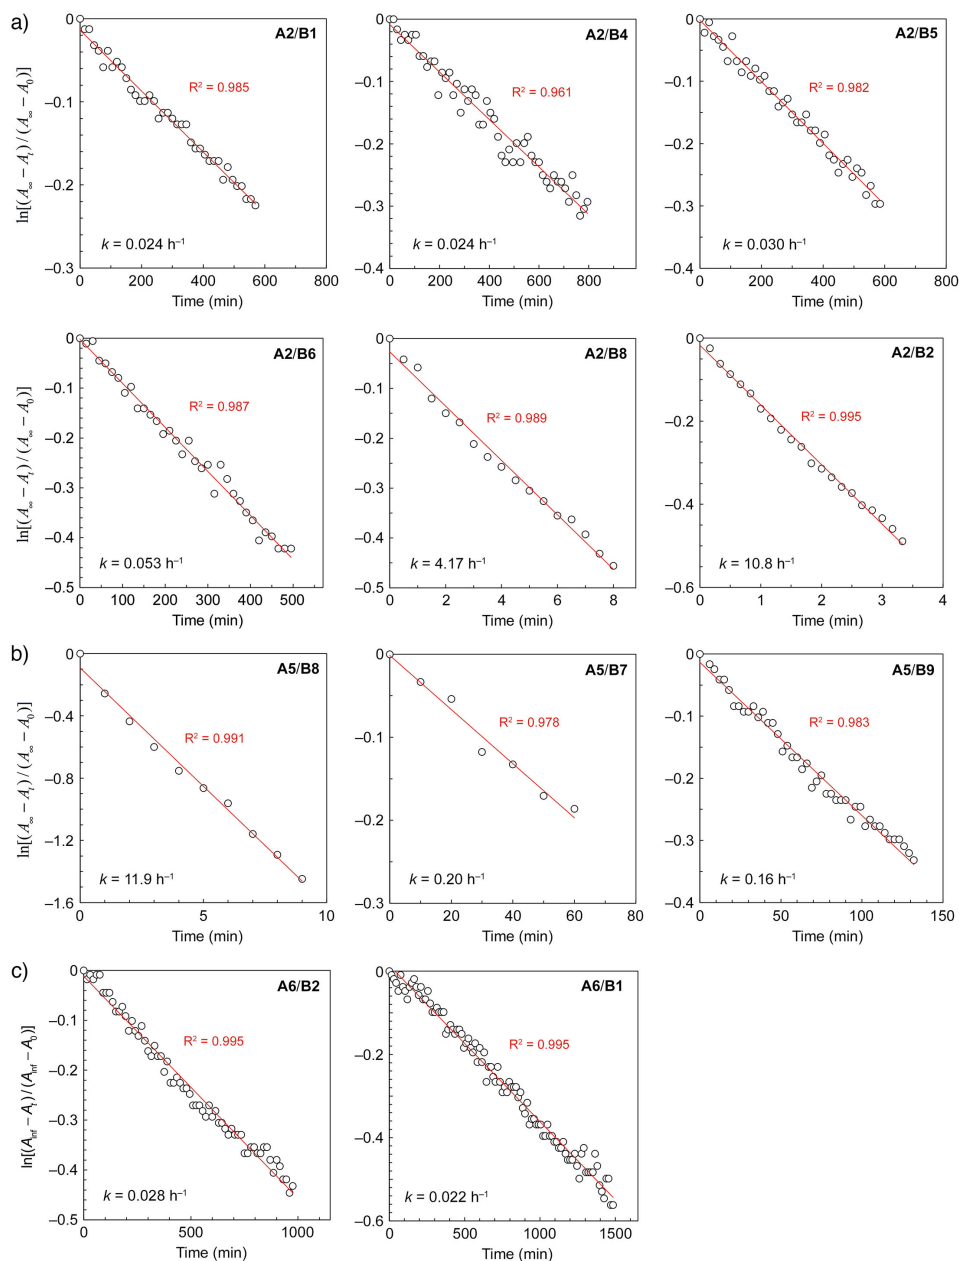 a)
A2/B1
R² = 0.985
k = 0.024 h⁻¹
ln[(A∞ − Aₜ)/(A∞ − A₀)]
0
−0.1
−0.2
−0.3
0 200 400 600 800
Time (min)
A2/B4
R² = 0.961
k = 0.024 h⁻¹
0
−0.1
−0.2
−0.3
−0.4
0 200 400 600 800 1000
Time (min)
A2/B5
R² = 0.982
k = 0.030 h⁻¹
0
−0.1
−0.2
−0.3
−0.4
0 200 400 600 800
Time (min)
A2/B6
R² = 0.987
k = 0.053 h⁻¹
ln[(A∞ − Aₜ)/(A∞ − A₀)]
0
−0.1
−0.2
−0.3
−0.4
−0.5
0 100 200 300 400 500
Time (min)
A2/B8
R² = 0.989
k = 4.17 h⁻¹
0
−0.1
−0.2
−0.3
−0.4
−0.5
0 2 4 6 8
Time (min)
A2/B2
R² = 0.995
k = 10.8 h⁻¹
0
−0.2
−0.4
−0.6
0 1 2 3 4
Time (min)
b)
A5/B8
R² = 0.991
k = 11.9 h⁻¹
ln[(A∞ − Aₜ)/(A∞ − A₀)]
0
−0.4
−0.8
−1.2
−1.6
0 5 10
Time (min)
A5/B7
R² = 0.978
k = 0.20 h⁻¹
0
−0.1
−0.2
−0.3
0 20 40 60 80
Time (min)
A5/B9
R² = 0.983
k = 0.16 h⁻¹
0
−0.1
−0.2
−0.3
−0.4
0 50 100 150
Time (min)
c)
A6/B2
R² = 0.995
k = 0.028 h⁻¹
ln[(A_inf − Aₜ)/(A_inf − A₀)]
0
−0.1
−0.2
−0.3
−0.4
−0.5
0 500 1000
Time (min)
A6/B1
R² = 0.995
k = 0.022 h⁻¹
0
−0.1
−0.2
−0.3
−0.4
−0.5
−0.6
0 500 1000 1500
Time (min)